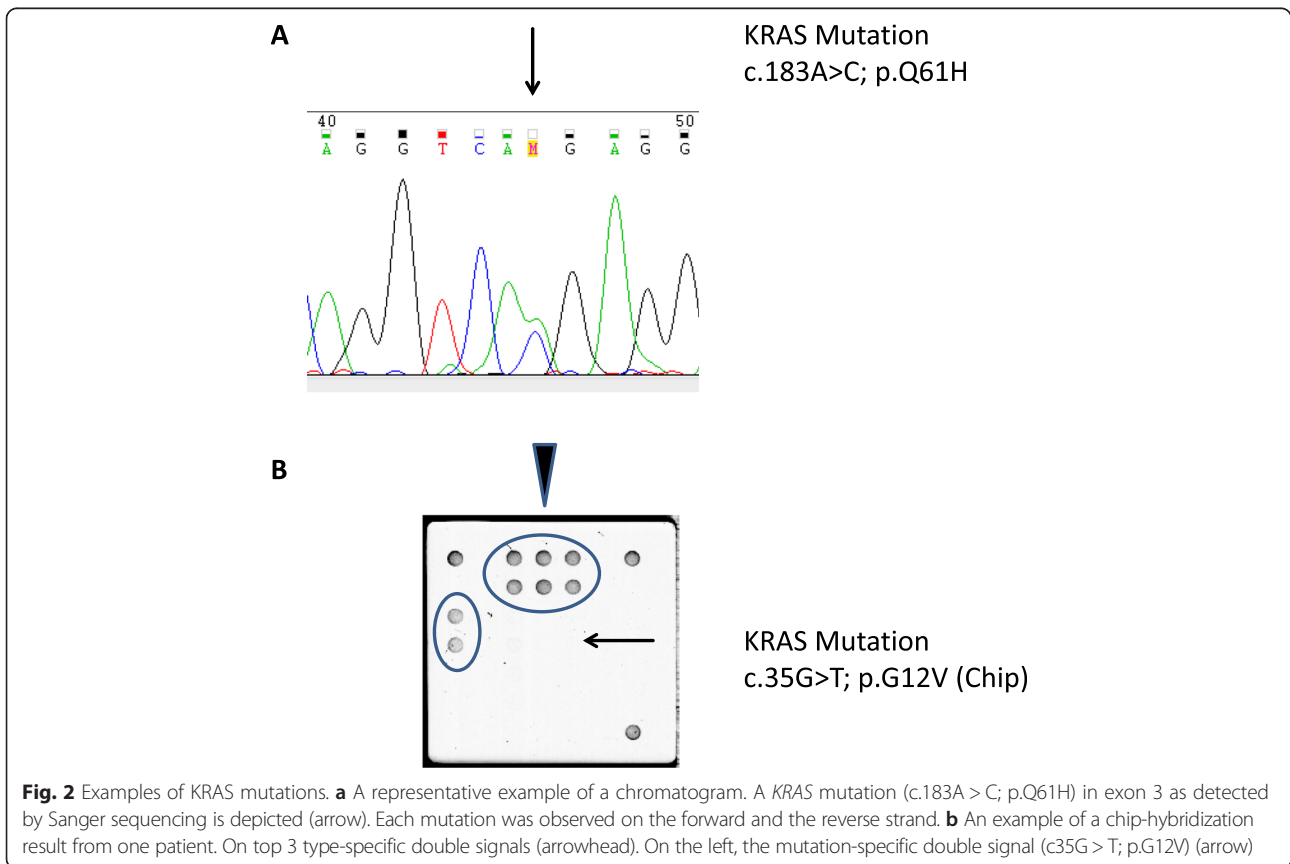 A
KRAS Mutation
c.183A>C; p.Q61H
40 50
A G G T C A M G A G G
B
KRAS Mutation
c.35G>T; p.G12V (Chip)
Fig. 2 Examples of KRAS mutations. a A representative example of a chromatogram. A KRAS mutation (c.183A > C; p.Q61H) in exon 3 as detected
by Sanger sequencing is depicted (arrow). Each mutation was observed on the forward and the reverse strand. b An example of a chip-hybridization
result from one patient. On top 3 type-specific double signals (arrowhead). On the left, the mutation-specific double signal (c35G > T; p.G12V) (arrow)